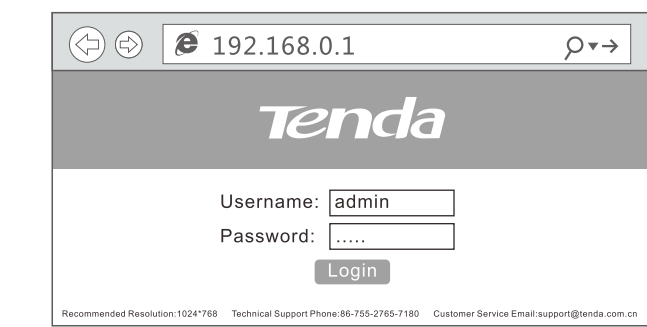 192.168.0.1
Tenda
Username: admin
Password: .....
Login
Recommended Resolution:1024*768 Technical Support Phone:86-755-2765-7180 Customer Service Email:support@tenda.com.cn